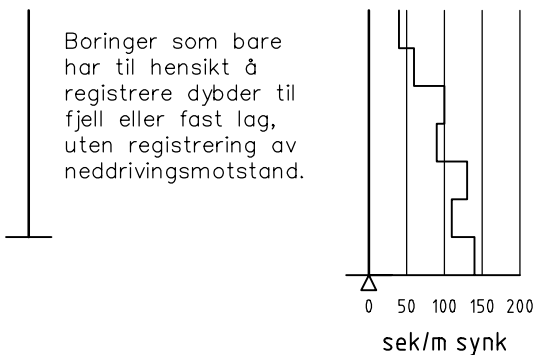 Boringer som bare
har til hensikt å
registrere dybder til
fjell eller fast lag,
uten registrering av
neddrivingsmotstand.
0 50 100 150 200
sek/m synk